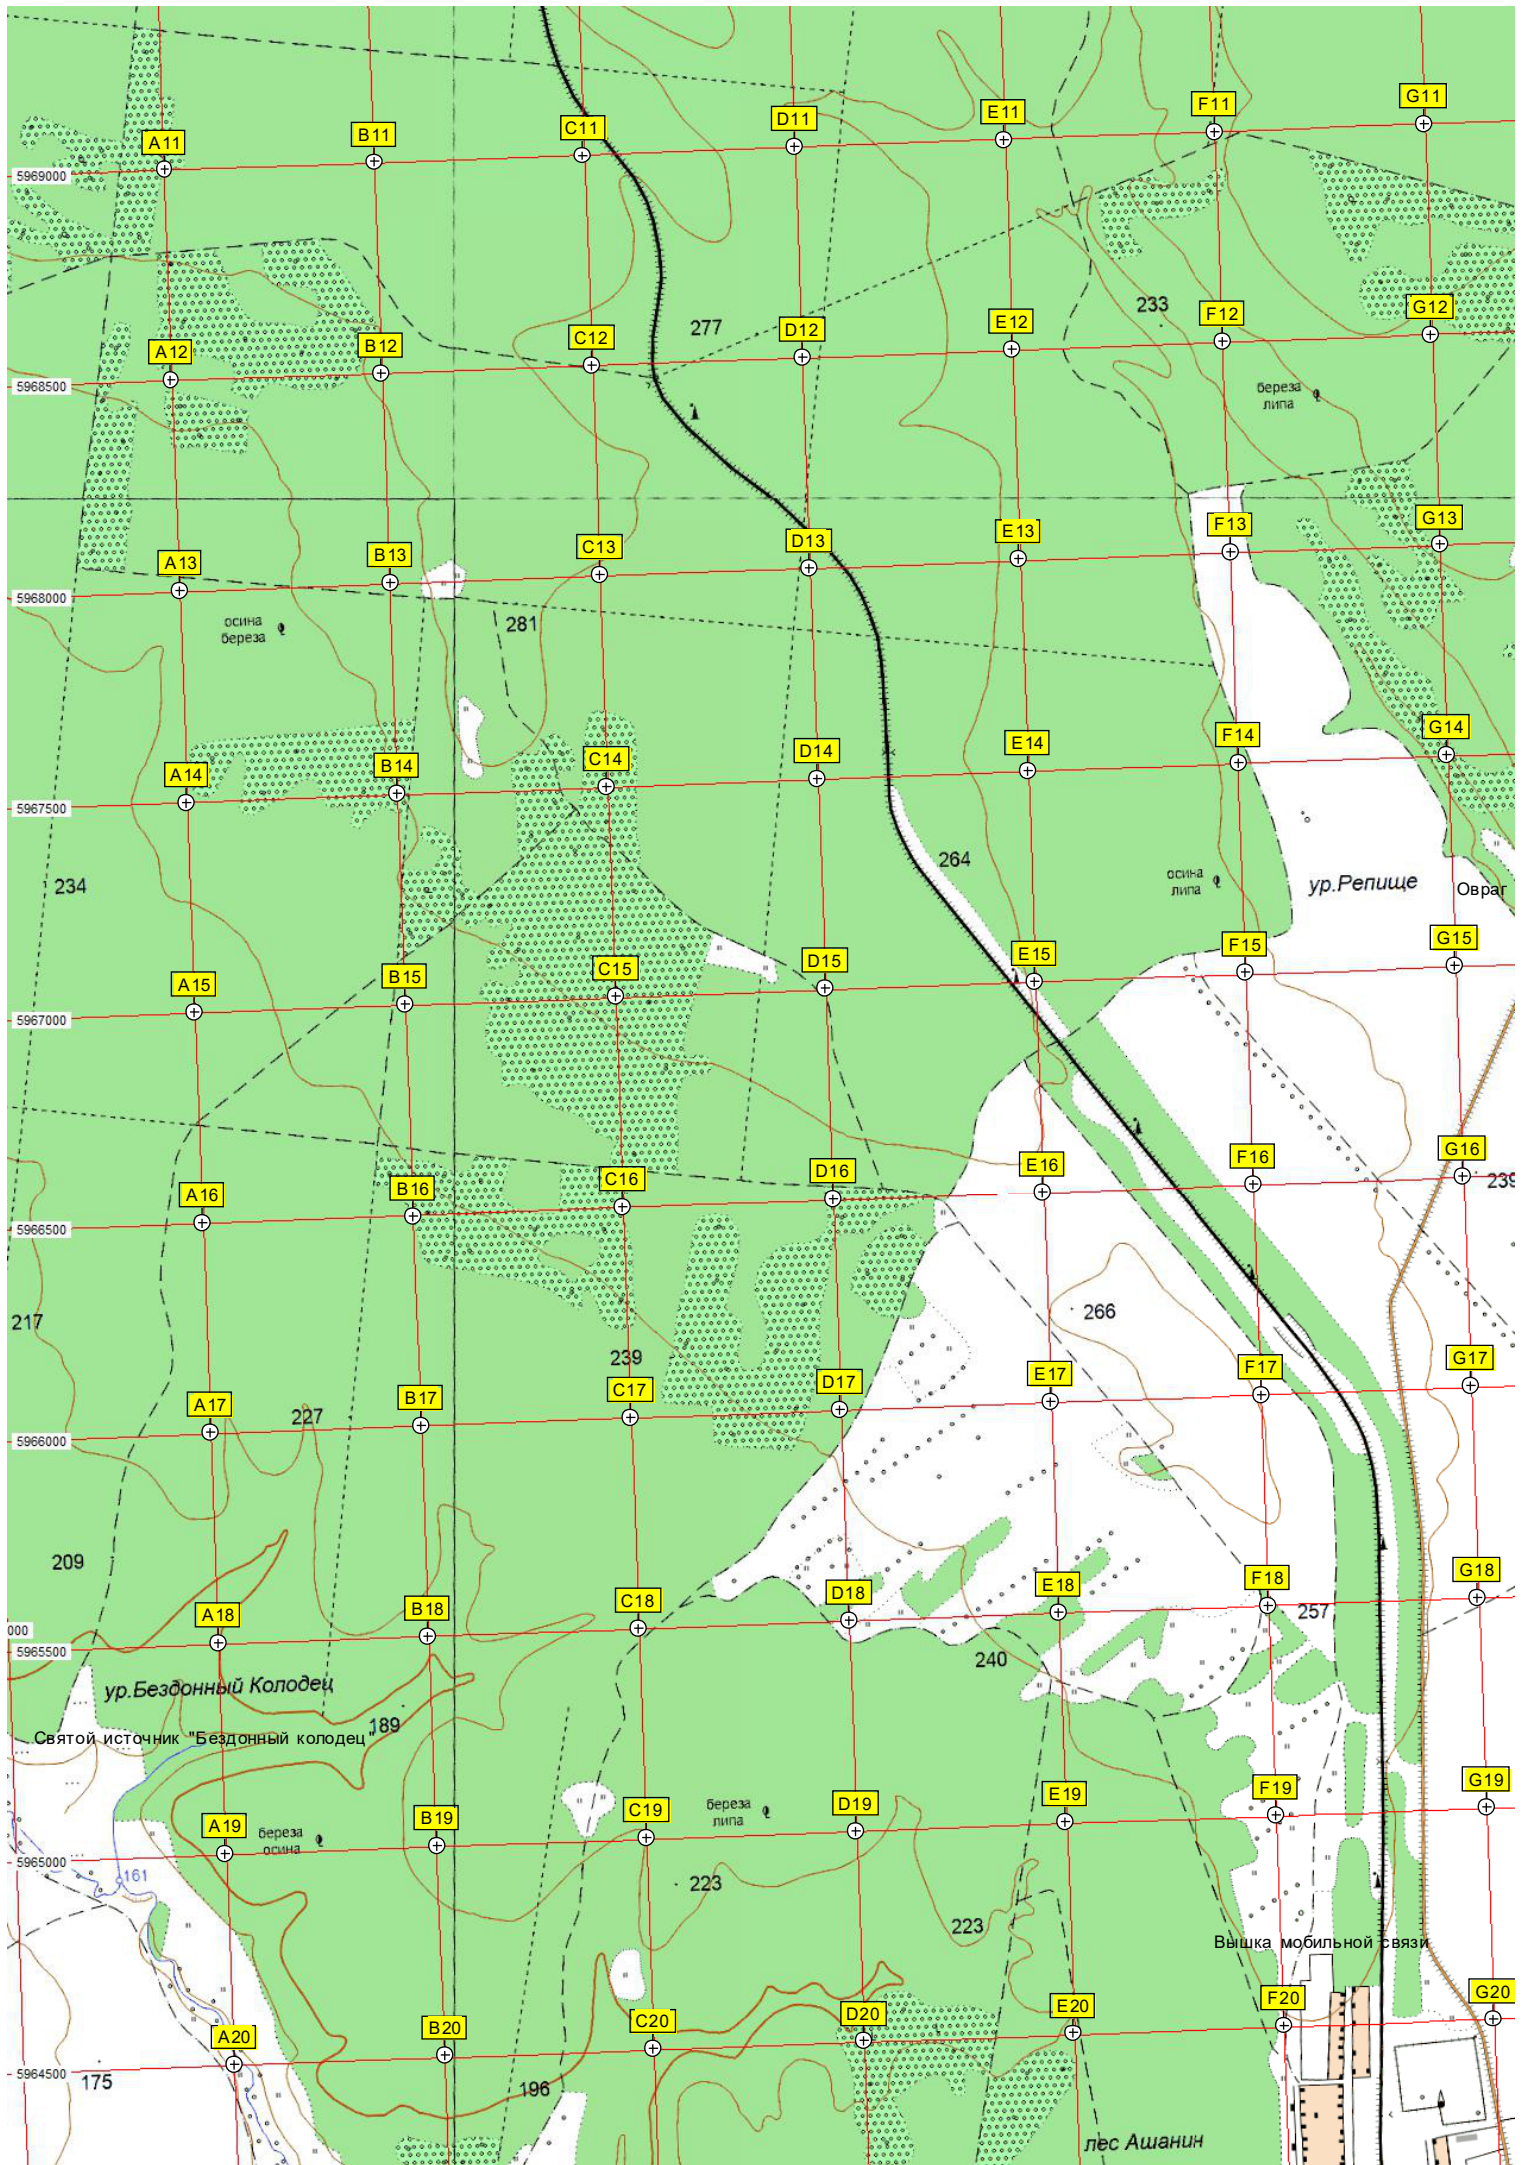 G11
F11
E11
D11
C11
B11
A11
5969000
233
G12
F12
E12
277
D12
C12
B12
A12
5968500
береза
липа
G13
F13
E13
D13
C13
B13
A13
5968000
осина
береза
281
G14
F14
E14
D14
C14
B14
A14
5967500
264
234
осина
липа
ур.Репище
Овраг
G15
F15
E15
D15
C15
B15
A15
5967000
G16
F16
E16
D16
C16
B16
A16
239
5966500
266
217
239
G17
F17
E17
D17
C17
B17
A17
227
5966000
209
G18
F18
E18
D18
C18
B18
A18
257
000
5965500
240
ур.Бездонный Колодец
189
Святой источник "Бездонный колодец"
G19
F19
E19
D19
C19
B19
A19
береза
липа
береза
осина
5965000
161
223
223
Вышка мобильной связи
G20
F20
E20
D20
C20
B20
A20
5964500
175
196
лес Ашанин